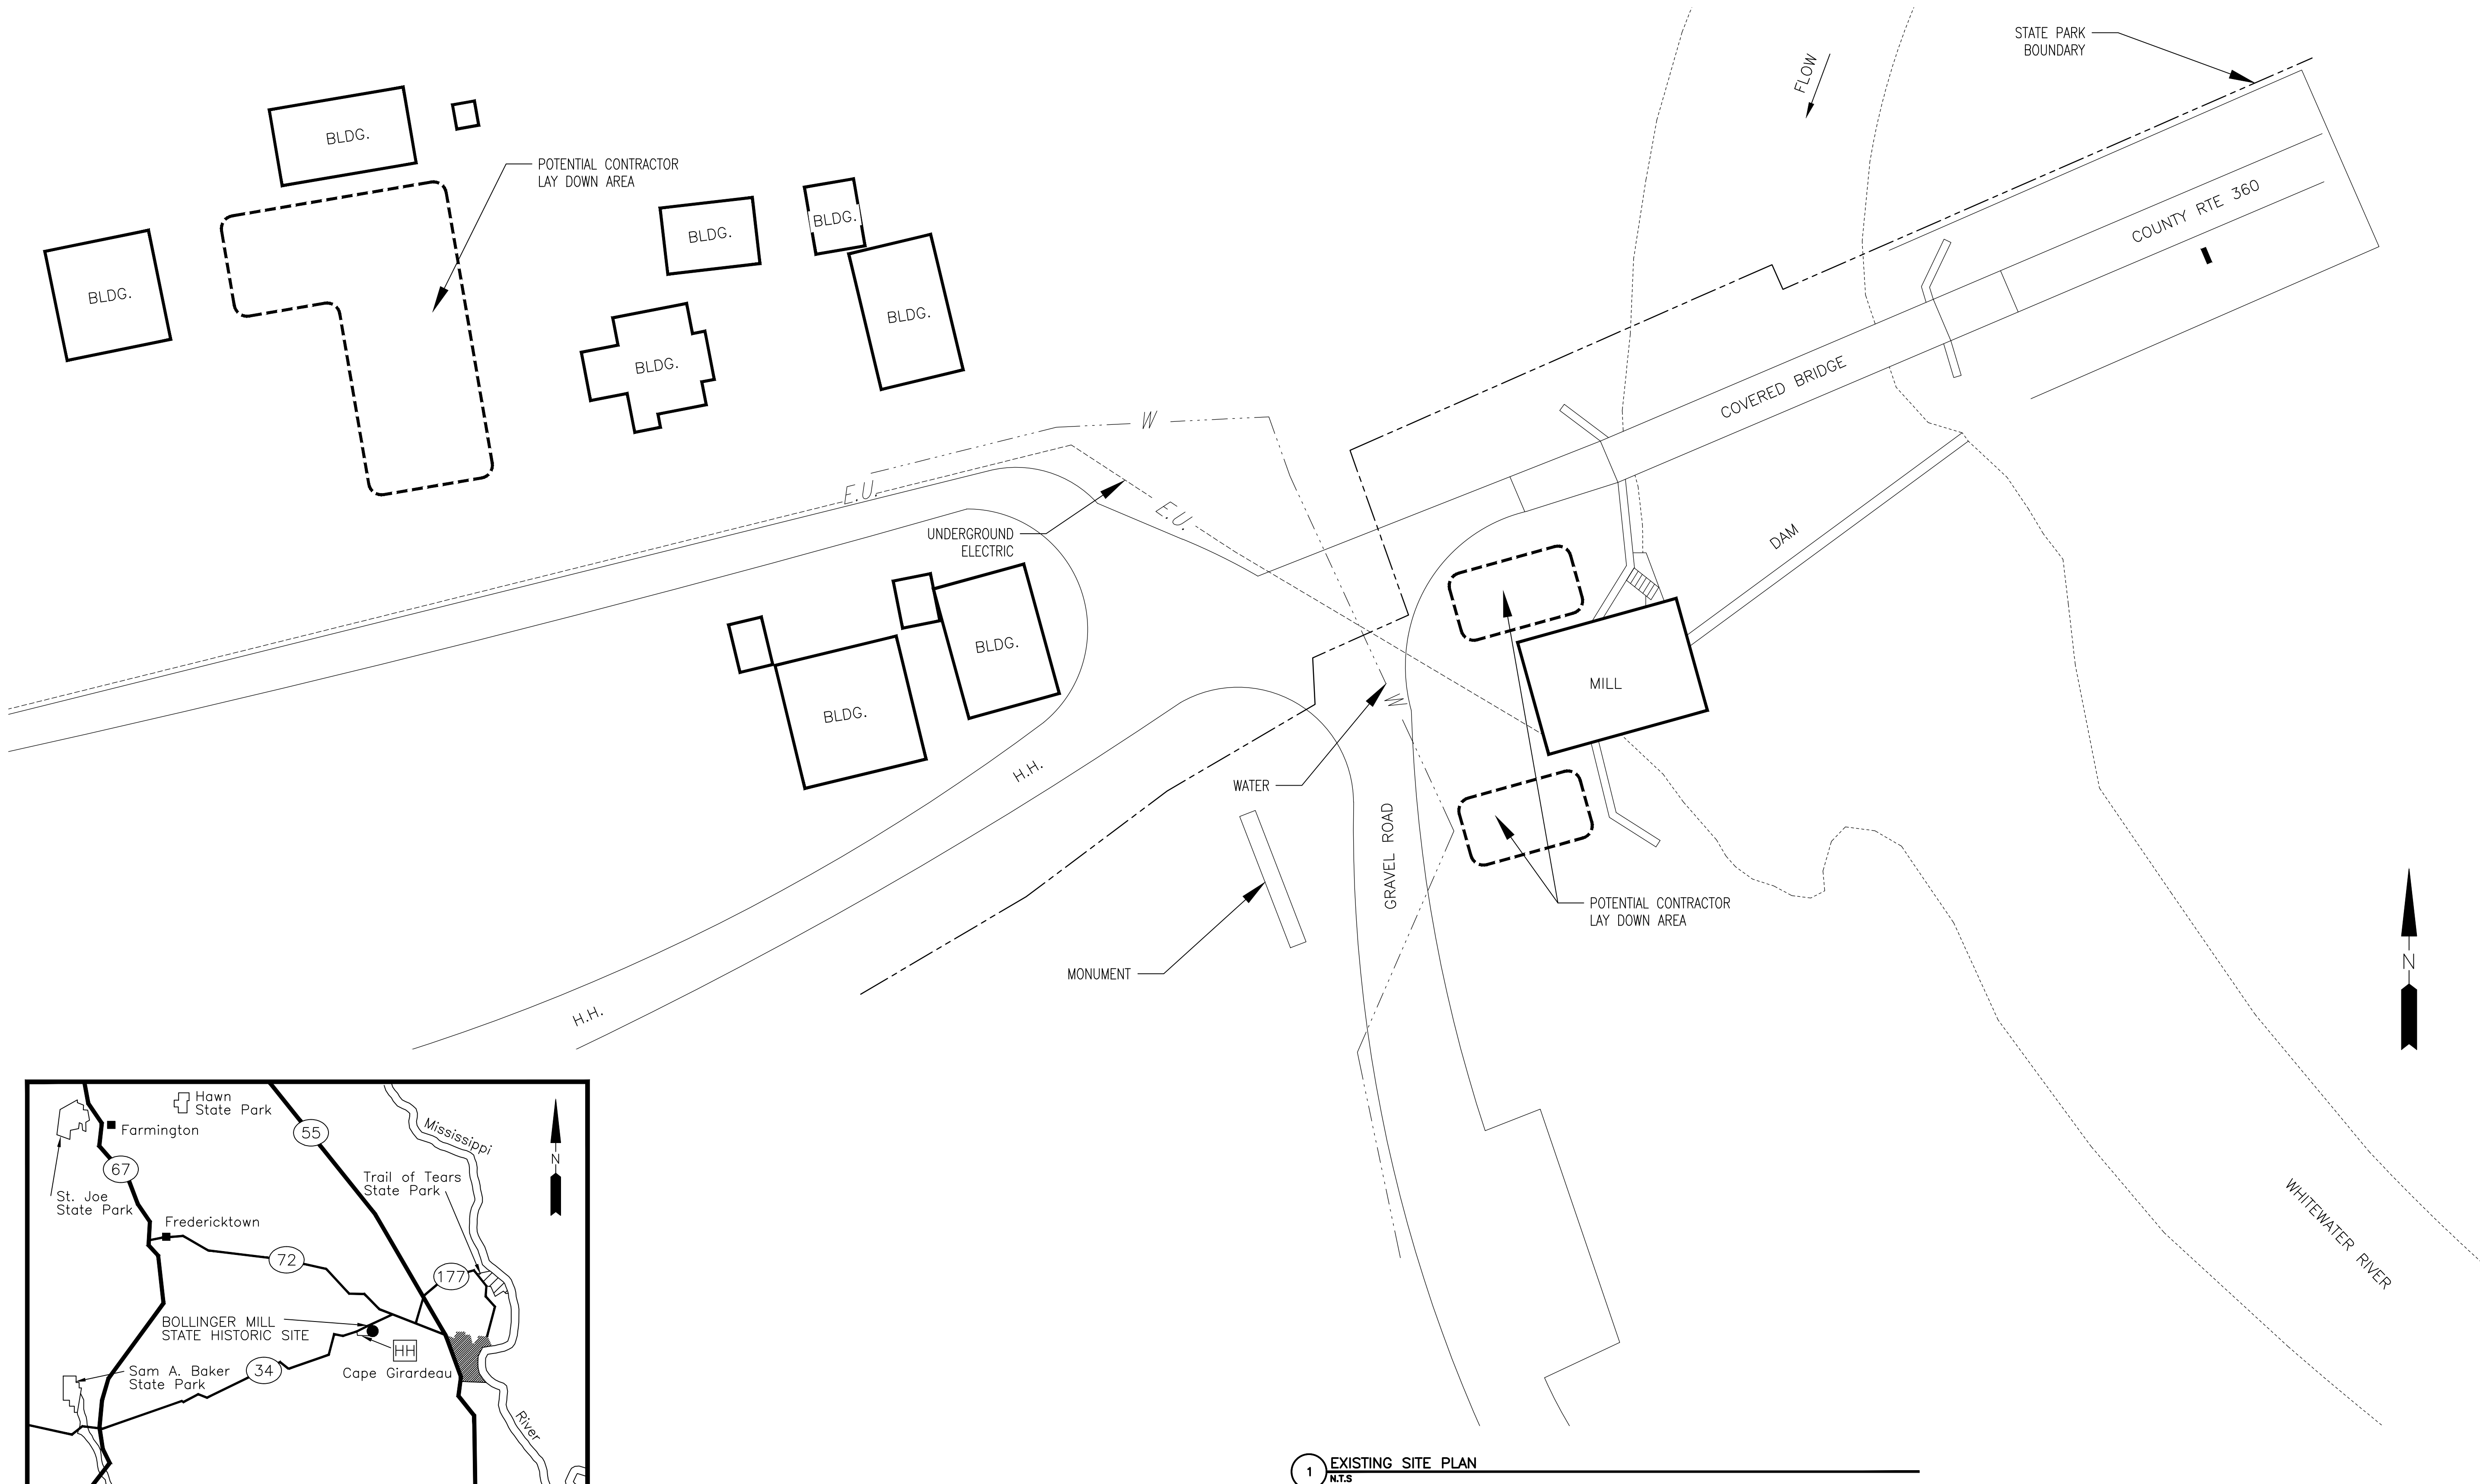 STATE PARK
BOUNDARY
FLOW
BLDG.
POTENTIAL CONTRACTOR
LAY DOWN AREA
BLDG.
BLDG.
BLDG.
BLDG.
BLDG.
COUNTY RTE 360
COVERED BRIDGE
W
E.U.
E.U.
UNDERGROUND
ELECTRIC
DAM
BLDG.
BLDG.
MILL
W
H.H.
WATER
GRAVEL ROAD
POTENTIAL CONTRACTOR
LAY DOWN AREA
MONUMENT
H.H.
N
WHITEWATER RIVER
Hawn
State Park
Farmington
55
Mississippi
N
67
Trail of Tears
State Park
St. Joe
State Park
Fredericktown
72
177
BOLLINGER MILL
STATE HISTORIC SITE
HH
Sam A. Baker
State Park
34
Cape Girardeau
River
1
EXISTING SITE PLAN
N.T.S